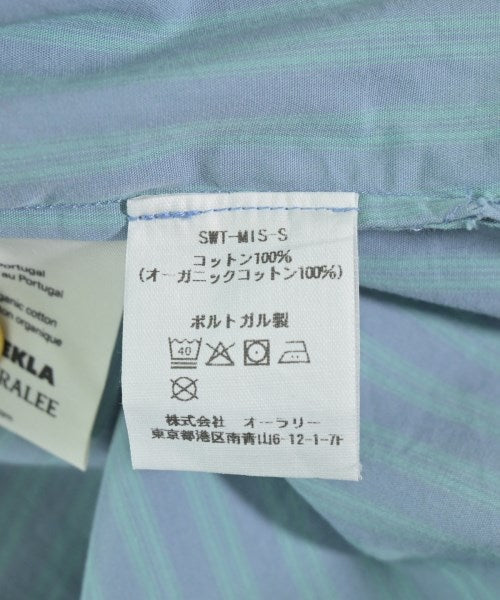 SWT-MIS-S
コットン100%
(オーガニックコットン100%)
ポルトガル製
40
株式会社 オーラリー
東京都港区南青山6-12-1-7F
Portugal
au Portugal
organic cotton
organique
EKLA
RALEE